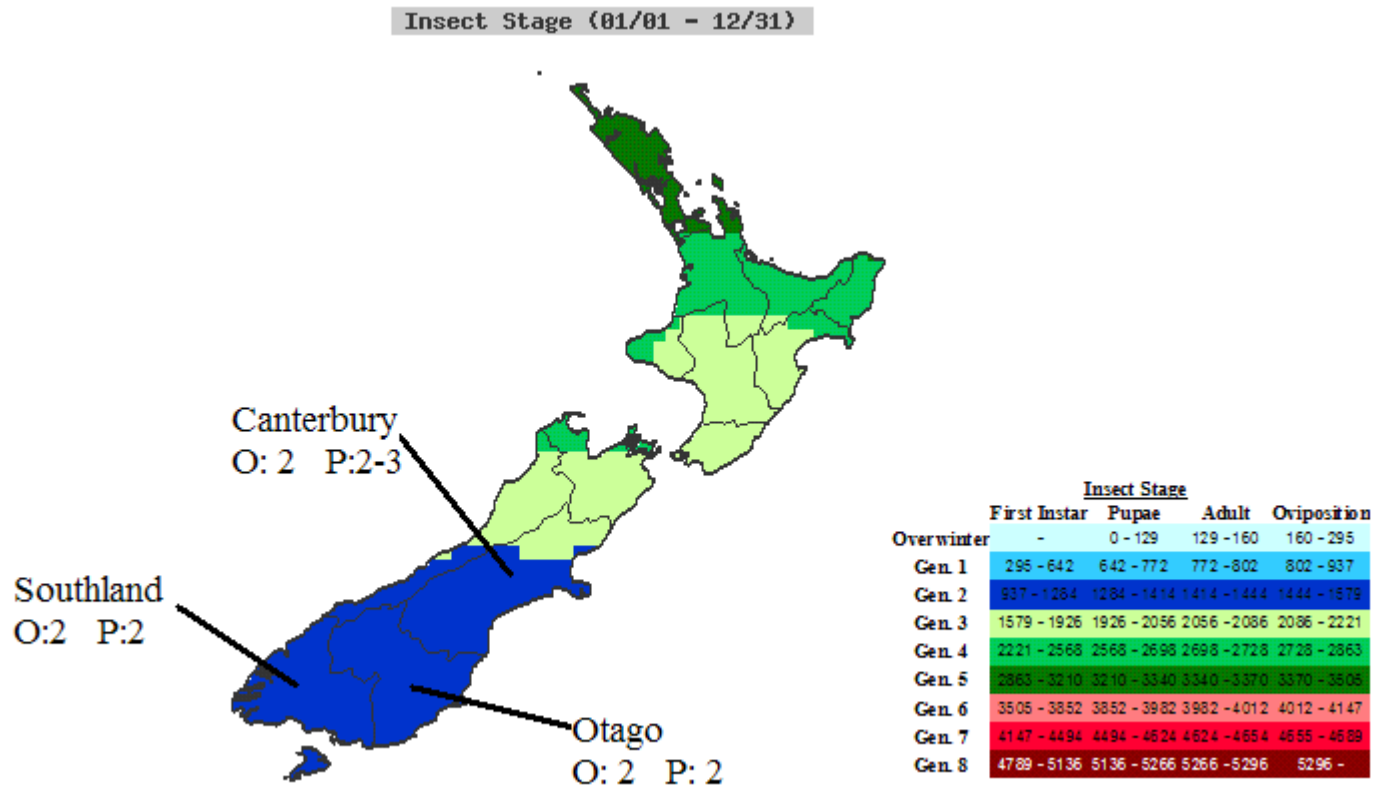 Insect Stage (01/01 - 12/31)
Canterbury
O: 2 P:2-3
Southland
O:2 P:2
Otago
O: 2 P: 2
Insect Stage
First Instar Pupae Adult Oviposition
Overwinter - 0 - 129 129 - 160 160 - 295
Gen. 1 295 - 642 642 - 772 772 - 802 802 - 937
Gen. 2 937 - 1284 1284 - 1414 1414 - 1444 1444 - 1579
Gen. 3 1579 - 1926 1926 - 2056 2056 - 2086 2086 - 2221
Gen. 4 2221 - 2568 2568 - 2698 2698 - 2728 2728 - 2863
Gen. 5 2863 - 3210 3210 - 3340 3340 - 3370 3370 - 3505
Gen. 6 3505 - 3852 3852 - 3982 3982 - 4012 4012 - 4147
Gen. 7 4147 - 4494 4494 - 4624 4624 - 4654 4655 - 4689
Gen. 8 4789 - 5136 5136 - 5266 5266 - 5296 5296 -